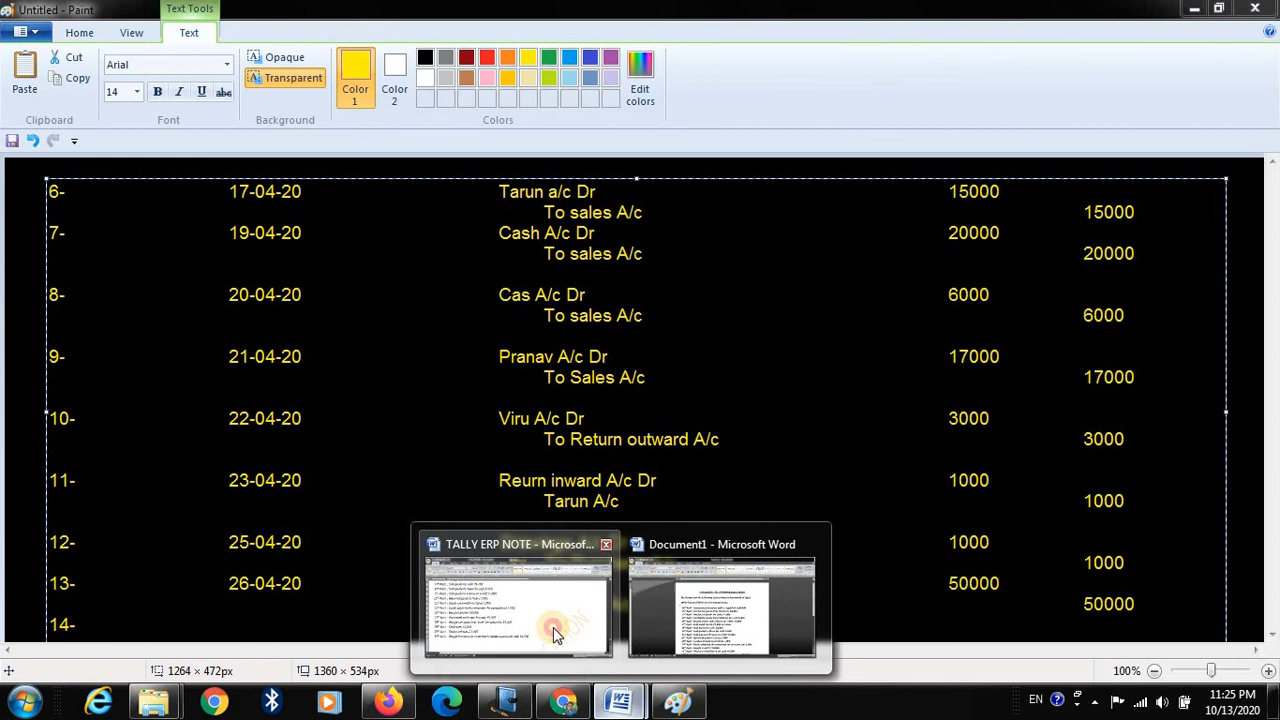 Untitled - Paint
Text Tools
Home View Text
Paste
Cut
Copy
Clipboard
Arial
14 B I U abc
Font
Opaque
Transparent
Background
Color 1
Color 2
Edit colors
Colors
6- 17-04-20 Tarun a/c Dr 15000
To sales A/c 15000
7- 19-04-20 Cash A/c Dr 20000
To sales A/c 20000
8- 20-04-20 Cas A/c Dr 6000
To sales A/c 6000
9- 21-04-20 Pranav A/c Dr 17000
To Sales A/c 17000
10- 22-04-20 Viru A/c Dr 3000
To Return outward A/c 3000
11- 23-04-20 Reurn inward A/c Dr 1000
Tarun A/c 1000
12- 25-04-20 1000
1000
13- 26-04-20 50000
50000
14-
TALLY ERP NOTE - Microsof...
Document1 - Microsoft Word
1264 × 472px
1360 × 534px
100%
EN
11:25 PM
10/13/2020